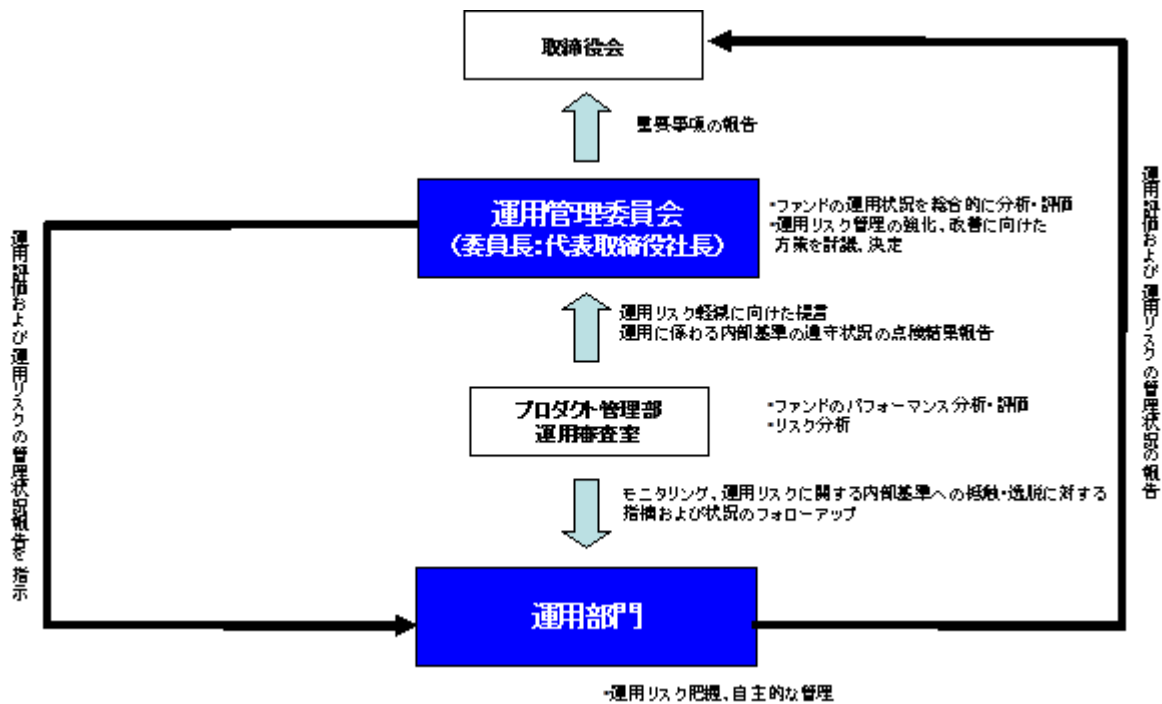 取締役会
重要事項の報告
運用管理委員会
(委員長:代表取締役社長)
・ファンドの運用状況を総合的に分析・評価
・運用リスク管理の強化、改善に向けた
方策を討議、決定
運用リスク軽減に向けた提言
運用に係わる内部基準の遵守状況の点検結果報告
プロダクト管理部
運用審査室
・ファンドのパフォーマンス分析・評価
・リスク分析
モニタリング、運用リスクに関する内部基準への抵触・逸脱に対する
指摘および状況のフォローアップ
運用部門
・運用リスク把握、自主的な管理
運用評価および運用リスクの管理状況報告を指示
運用評価および運用リスクの管理状況の報告